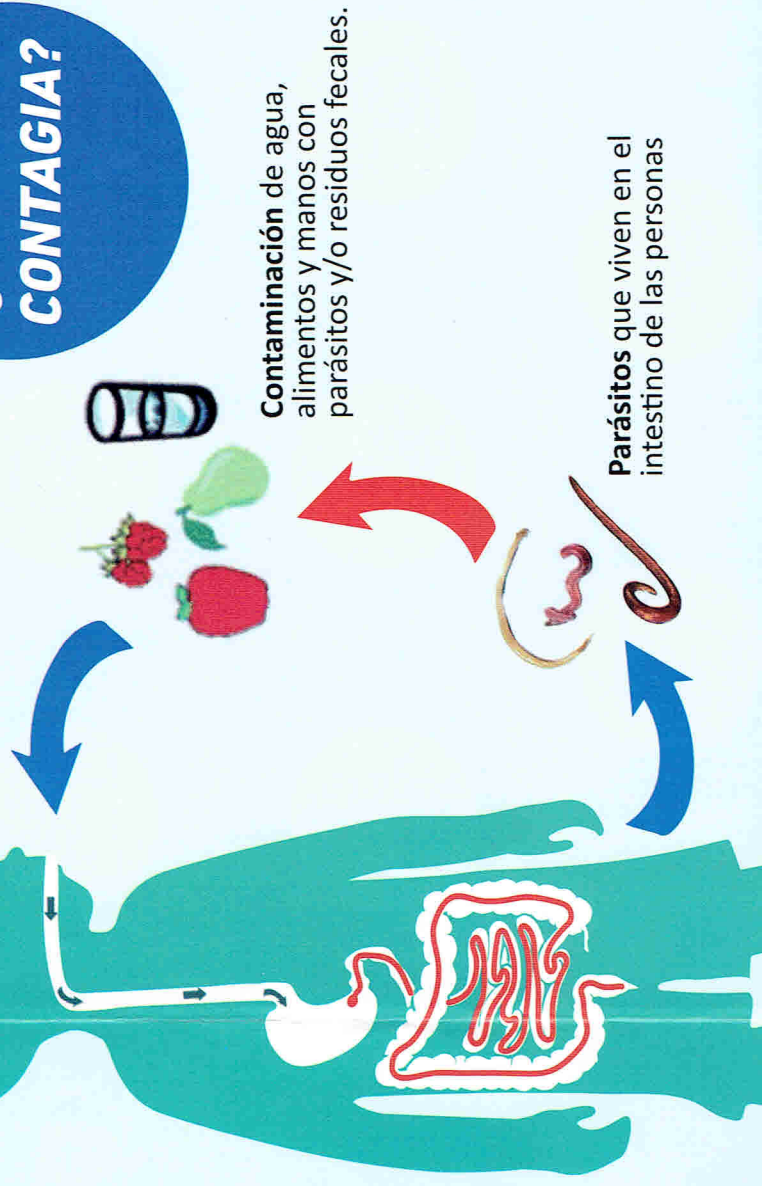 CONTAGIA?
Contaminación de agua,
alimentos y manos con
parásitos y/o residuos fecales.
Parásitos que viven en el
intestino de las personas